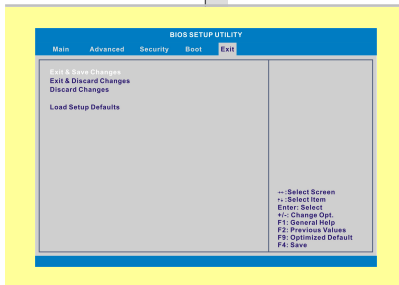 BIOS SETUP UTILITY
Main Advanced Security Boot Exit
Exit & Save Changes
Exit & Discard Changes
Discard Changes
Load Setup Defaults
↔:Select Screen
↑↓:Select Item
Enter: Select
+/-: Change Opt.
F1: General Help
F2: Previous Values
F9: Optimized Default
F4: Save